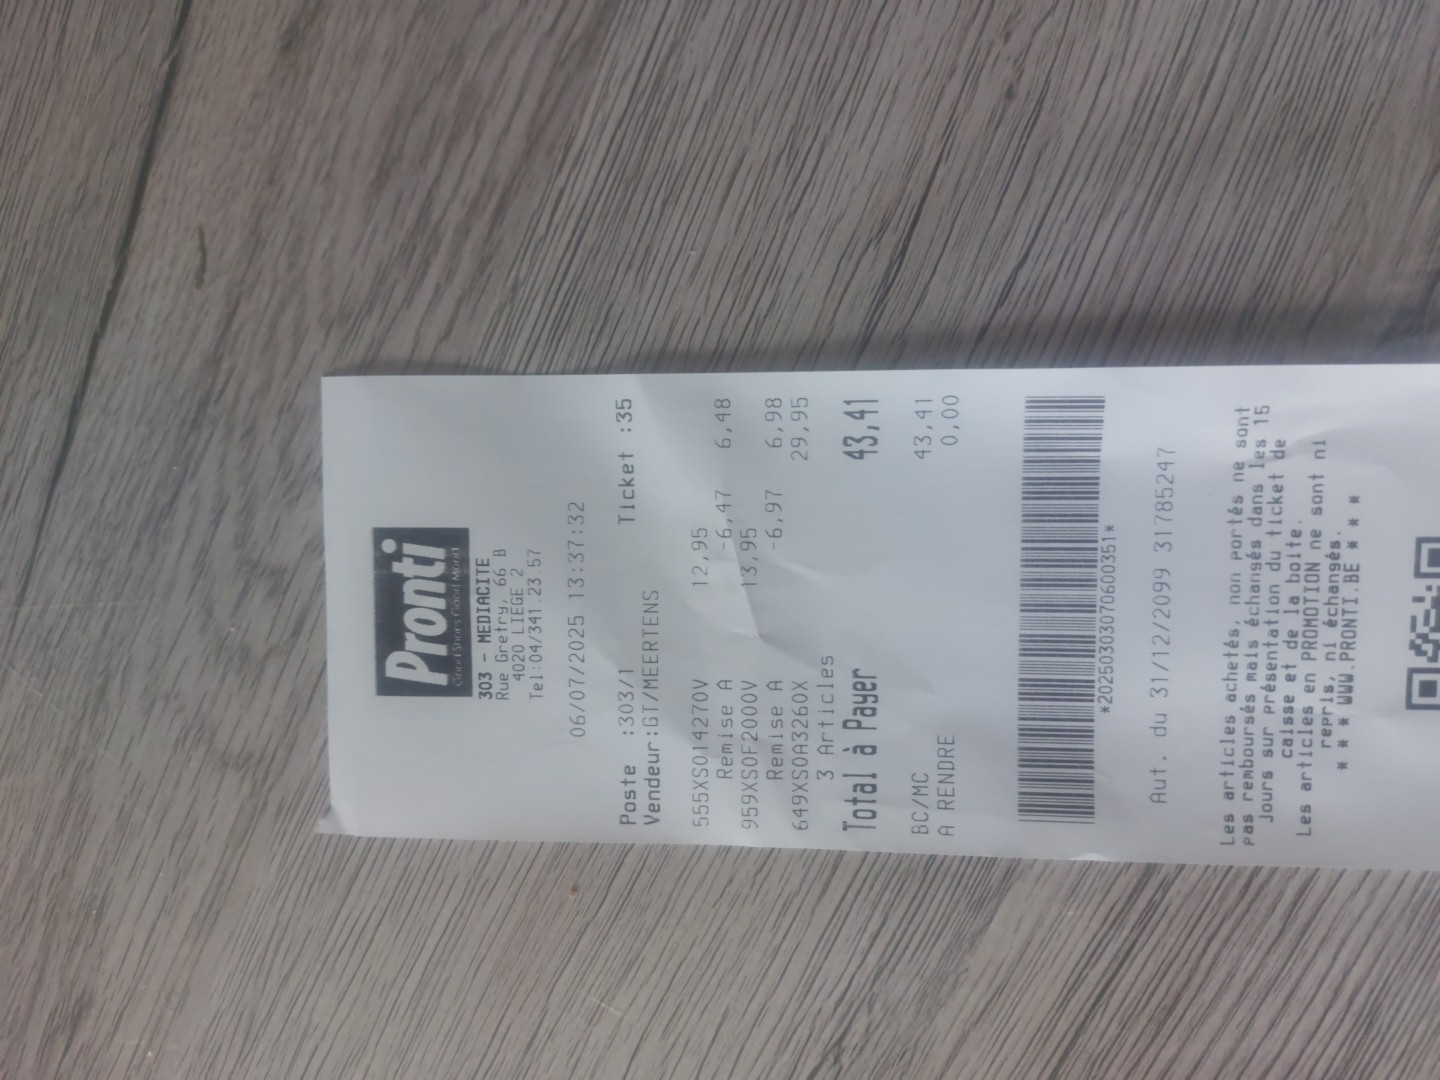 Pronti
Good Shoes Good Mood
303 - MEDIACITE
Rue Gretry, 66 B
4020 LIEGE 2
Tel:04/341.23.57
06/07/2025 13:37:32
Poste :303/1 Ticket :35
Vendeur:GT/MEERTENS
555XS014270V 12,95
Remise A -6,47 6,48
959XS0F2000V 13,95
Remise A -6,97 6,98
649XS0A3260X 29,95
3 Articles
Total à Payer 43,41
BC/MC 43,41
A RENDRE 0,00
*20250303070600351*
Aut. du 31/12/2099 31785247
Les articles achetés, non portés ne sont
pas remboursés mais échangés dans les 15
Jours sur présentation du ticket de
caisse et de la boite.
Les articles en PROMOTION ne sont ni
repris, ni échangés.
* * * WWW.PRONTI.BE * * *